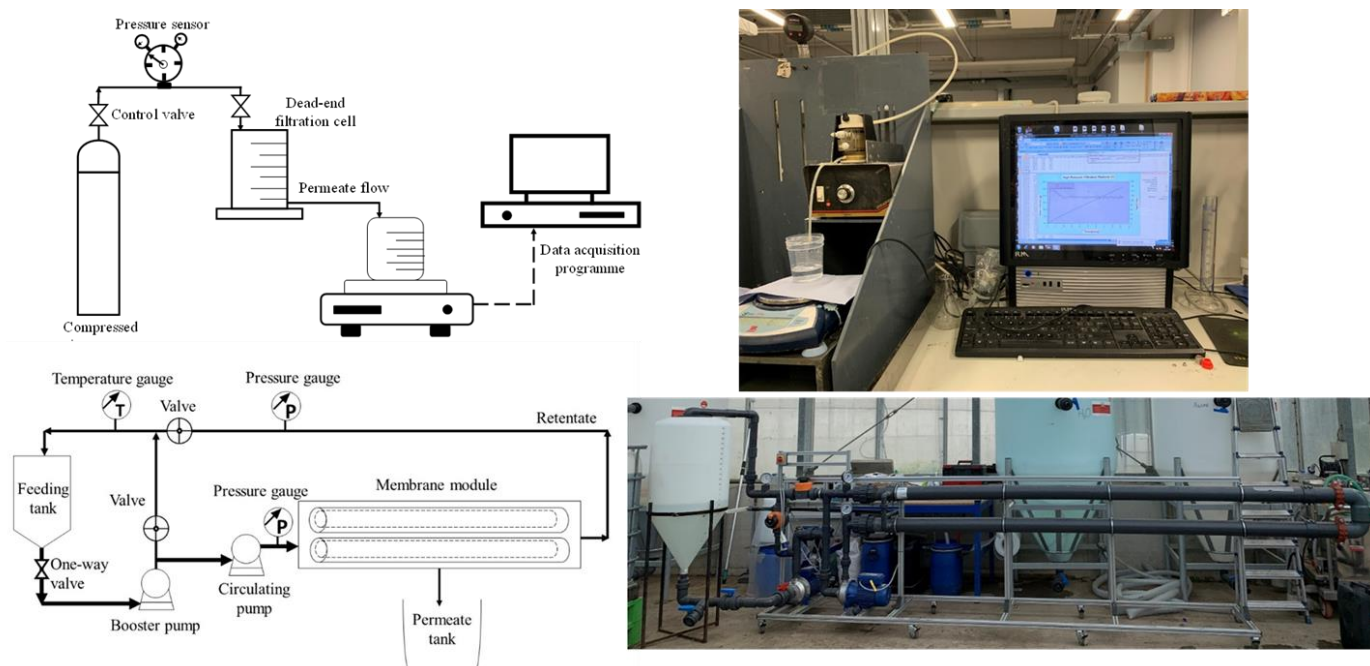 Pressure sensor
Control valve
Dead-end
filtration cell
Permeate flow
Data acquisition
programme
Compressed
Temperature gauge
Pressure gauge
Valve
T
P
Retentate
Feeding
tank
Valve
Pressure gauge
P
Membrane module
One-way
valve
Circulating
pump
Booster pump
Permeate
tank